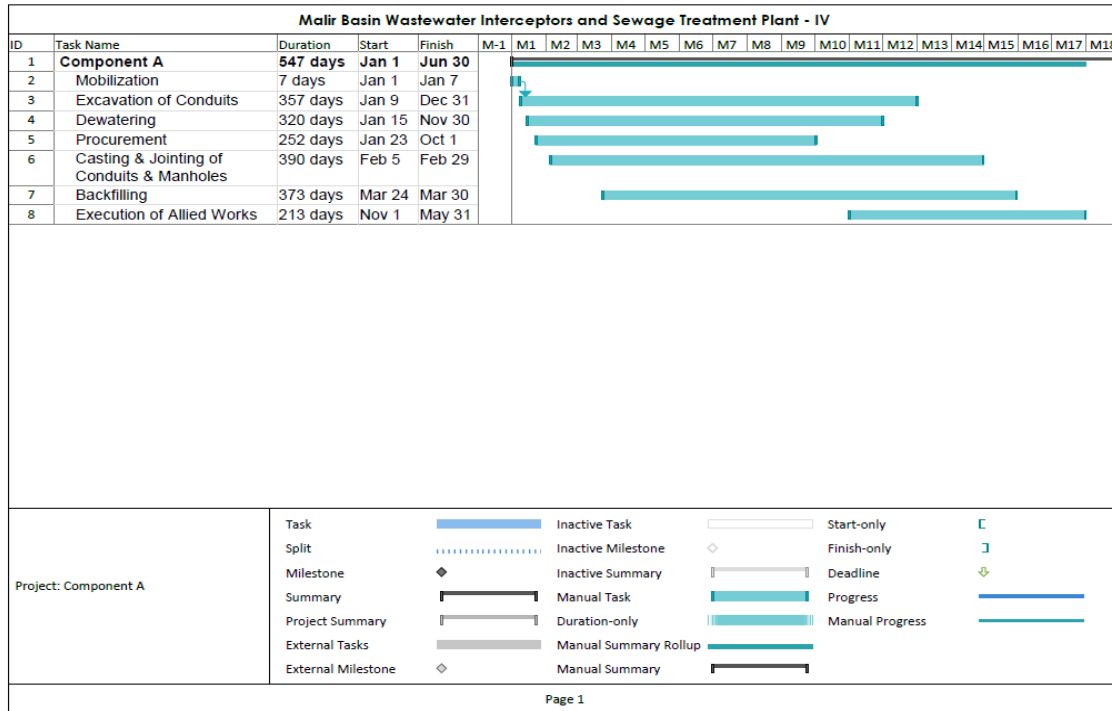 Malir Basin Wastewater Interceptors and Sewage Treatment Plant - IV
ID Task Name Duration Start Finish M-1 M1 M2 M3 M4 M5 M6 M7 M8 M9 M10 M11 M12 M13 M14 M15 M16 M17 M18
1 Component A 547 days Jan 1 Jun 30
2 Mobilization 7 days Jan 1 Jan 7
3 Excavation of Conduits 357 days Jan 9 Dec 31
4 Dewatering 320 days Jan 15 Nov 30
5 Procurement 252 days Jan 23 Oct 1
6 Casting & Jointing of 390 days Feb 5 Feb 29
Conduits & Manholes
7 Backfilling 373 days Mar 24 Mar 30
8 Execution of Allied Works 213 days Nov 1 May 31
Project: Component A
Task Inactive Task Start-only
Split Inactive Milestone Finish-only
Milestone Inactive Summary Deadline
Summary Manual Task Progress
Project Summary Duration-only Manual Progress
External Tasks Manual Summary Rollup
External Milestone Manual Summary
Page 1